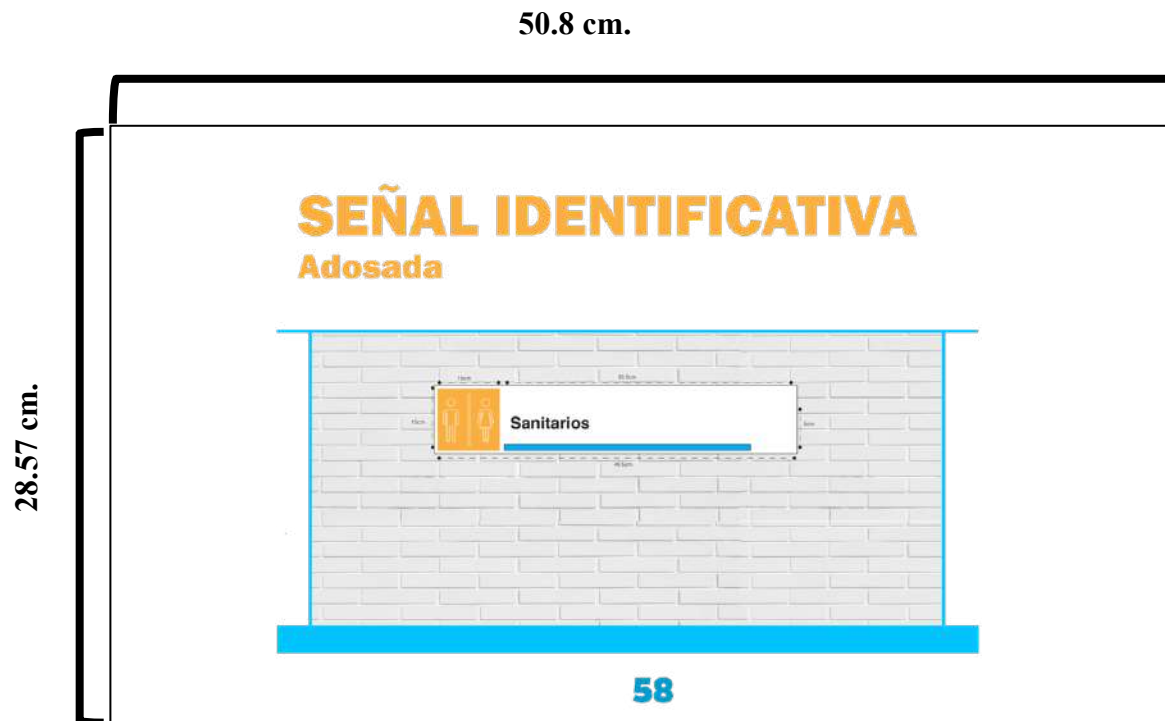 50.8 cm.
28.57 cm.
SEÑAL IDENTIFICATIVA
Adosada
Sanitarios
58